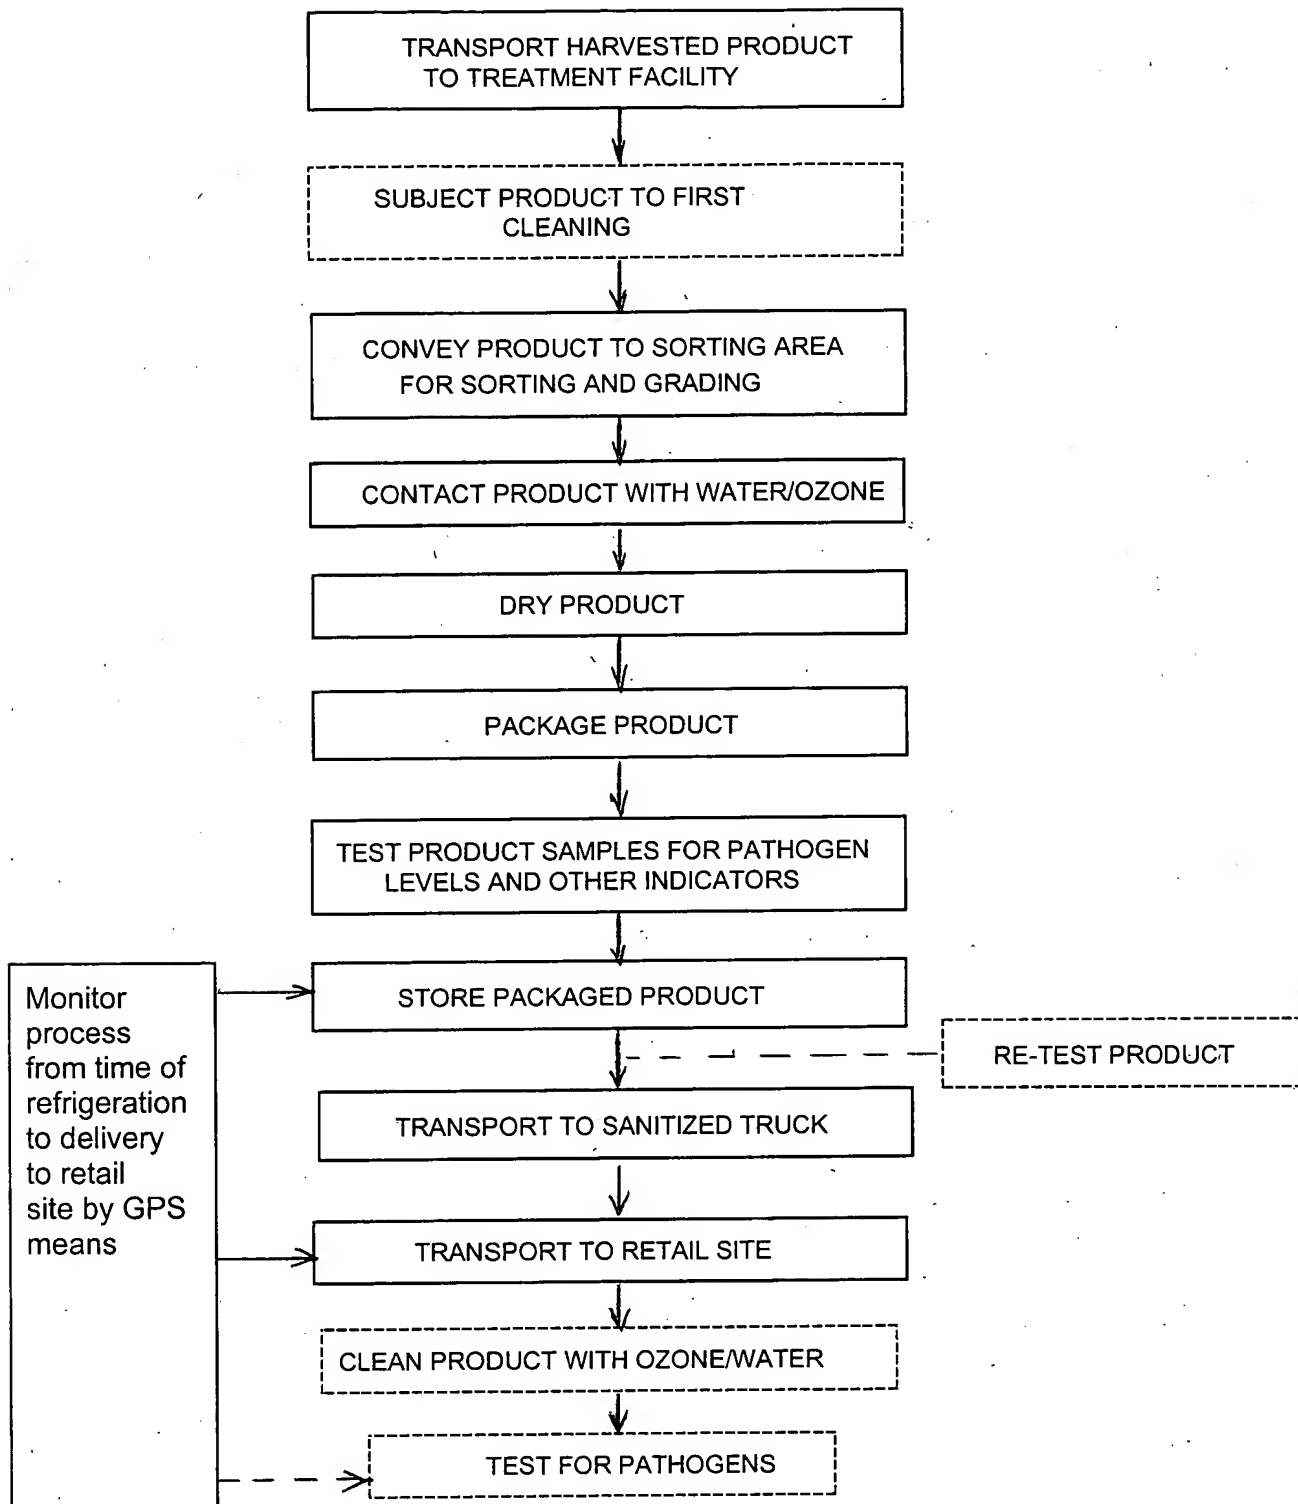 TRANSPORT HARVESTED PRODUCT
TO TREATMENT FACILITY
SUBJECT PRODUCT TO FIRST
CLEANING
CONVEY PRODUCT TO SORTING AREA
FOR SORTING AND GRADING
CONTACT PRODUCT WITH WATER/OZONE
DRY PRODUCT
PACKAGE PRODUCT
TEST PRODUCT SAMPLES FOR PATHOGEN
LEVELS AND OTHER INDICATORS
Monitor
process
from time of
refrigeration
to delivery
to retail
site by GPS
means
STORE PACKAGED PRODUCT
RE-TEST PRODUCT
TRANSPORT TO SANITIZED TRUCK
TRANSPORT TO RETAIL SITE
CLEAN PRODUCT WITH OZONE/WATER
TEST FOR PATHOGENS